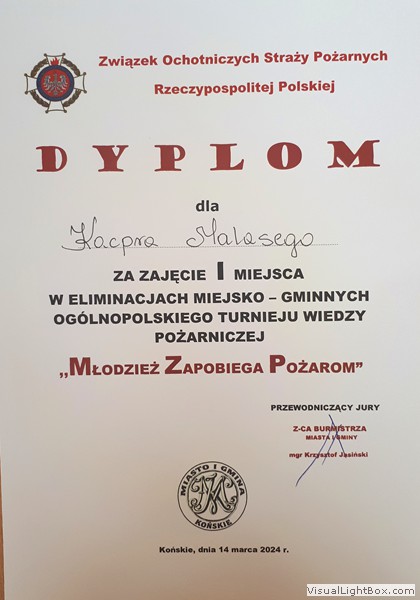 Związek Ochotniczych Straży Pożarnych
Rzeczypospolitej Polskiej
DYPLOM
dla
Kacpra Malasego
ZA ZAJĘCIE I MIEJSCA
W ELIMINACJACH MIEJSKO – GMINNYCH
OGÓLNOPOLSKIEGO TURNIEJU WIEDZY
POŻARNICZEJ
„MŁODZIEŻ ZAPOBIEGA POŻAROM”
PRZEWODNICZĄCY JURY
Z-CA BURMISTRZA
MIASTA I GMINY
mgr Krzysztof Jasiński
MIASTO I GMINA
KOŃSKIE
Końskie, dnia 14 marca 2024 r.
VisualLightBox.com